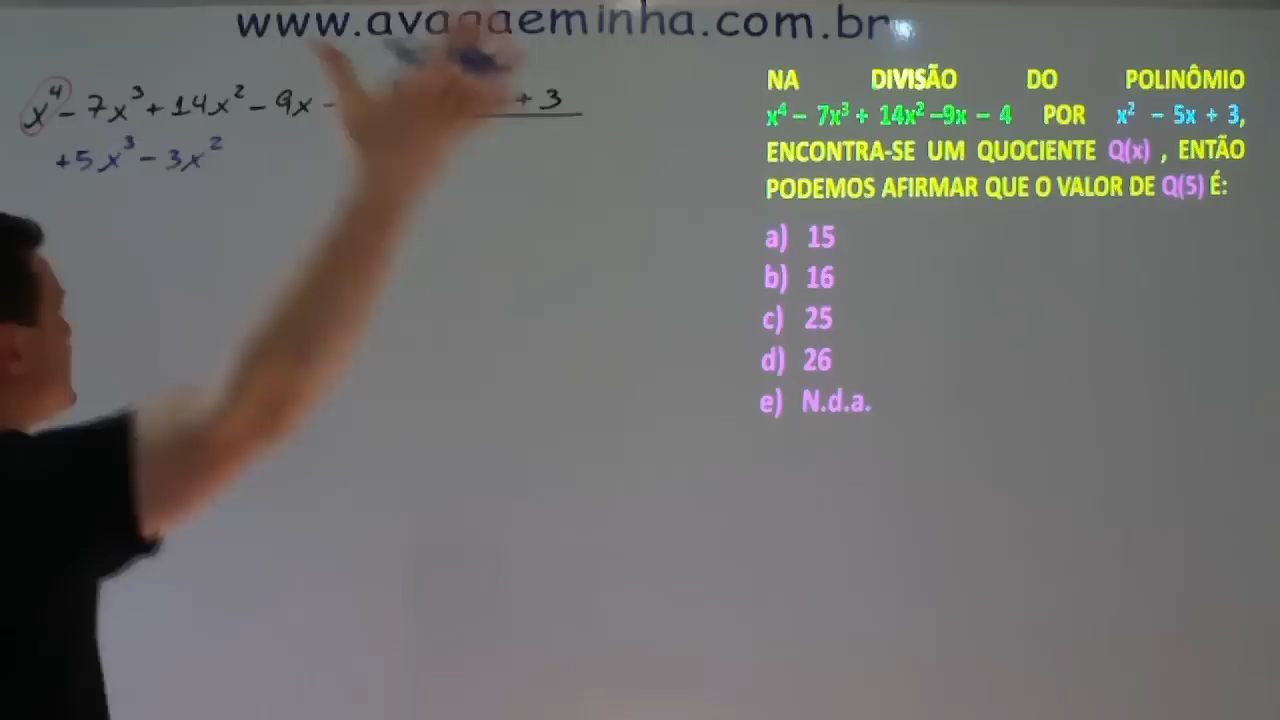 www.avagaeminha.com.br
x⁴ - 7x³ + 14x² - 9x -
+ 3
+5x³ - 3x²
NA DIVISÃO DO POLINÔMIO
x⁴ – 7x³ + 14x² –9x – 4 POR x² – 5x + 3,
ENCONTRA-SE UM QUOCIENTE Q(x) , ENTÃO
PODEMOS AFIRMAR QUE O VALOR DE Q(5) É:
a) 15
b) 16
c) 25
d) 26
e) N.d.a.